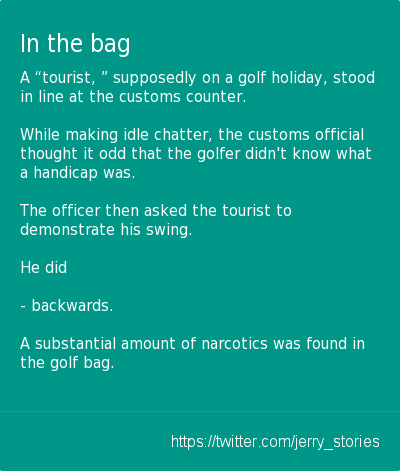 In the bag
A “tourist, ” supposedly on a golf holiday, stood
in line at the customs counter.
While making idle chatter, the customs official
thought it odd that the golfer didn't know what
a handicap was.
The officer then asked the tourist to
demonstrate his swing.
He did
- backwards.
A substantial amount of narcotics was found in
the golf bag.
https://twitter.com/jerry_stories